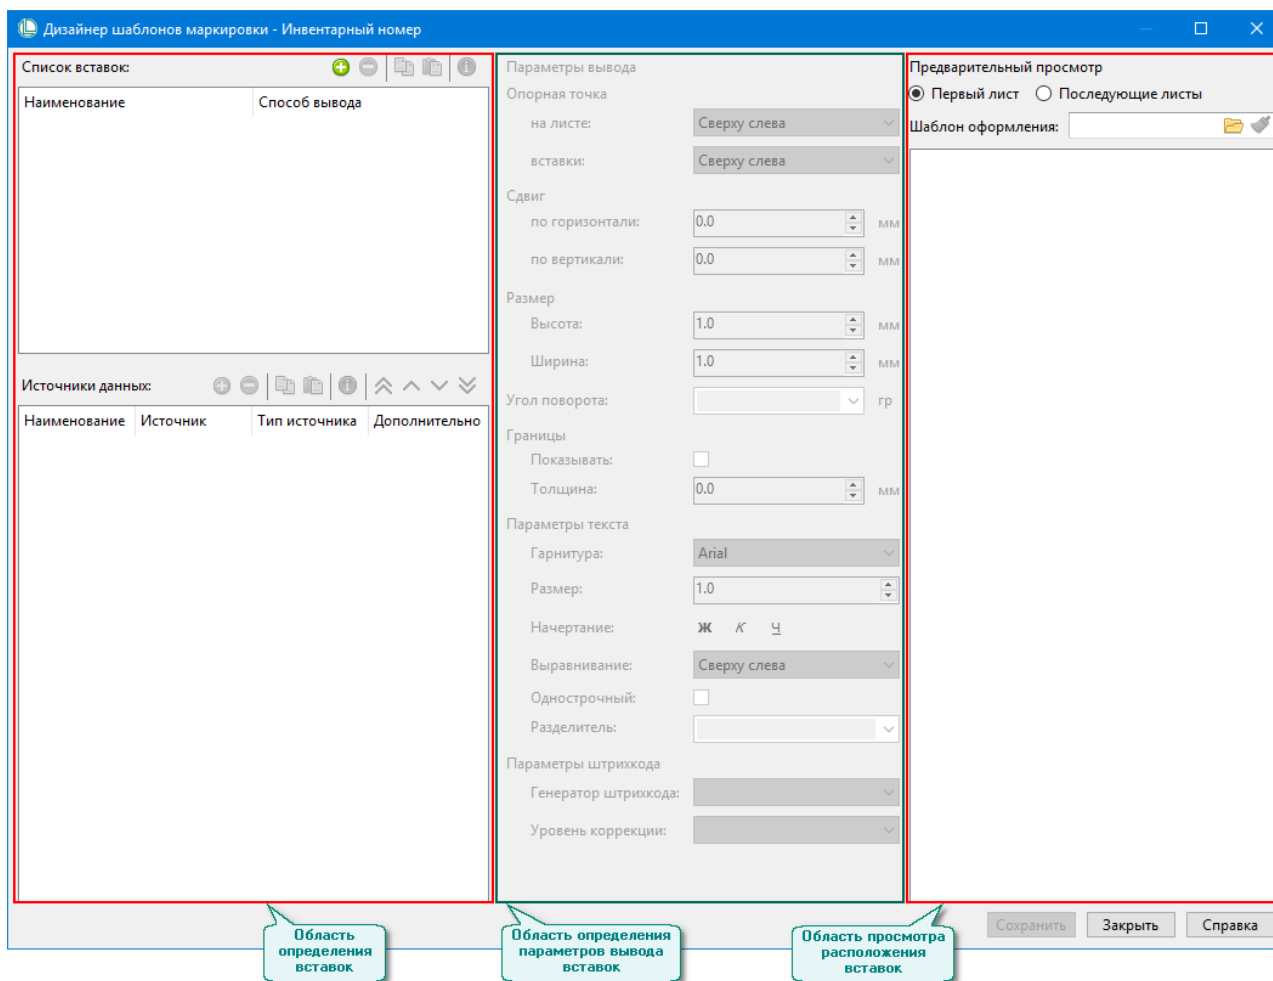 Дизайнер шаблонов маркировки - Инвентарный номер
Список вставок:
Наименование Способ вывода
Источники данных:
Наименование Источник Тип источника Дополнительно
Параметры вывода
Опорная точка
на листе: Сверху слева
вставки: Сверху слева
Сдвиг
по горизонтали: 0.0 мм
по вертикали: 0.0 мм
Размер
Высота: 1.0 мм
Ширина: 1.0 мм
Угол поворота: гр
Границы
Показывать:
Толщина: 0.0 мм
Параметры текста
Гарнитура: Arial
Размер: 1.0
Начертание: Ж К Ч
Выравнивание: Сверху слева
Однострочный:
Разделитель:
Параметры штрихкода
Генератор штрихкода:
Уровень коррекции:
Предварительный просмотр
Первый лист Последующие листы
Шаблон оформления:
Сохранить Закрыть Справка
Область
определения
вставок
Область определения
параметров вывода
вставок
Область просмотра
расположения
вставок